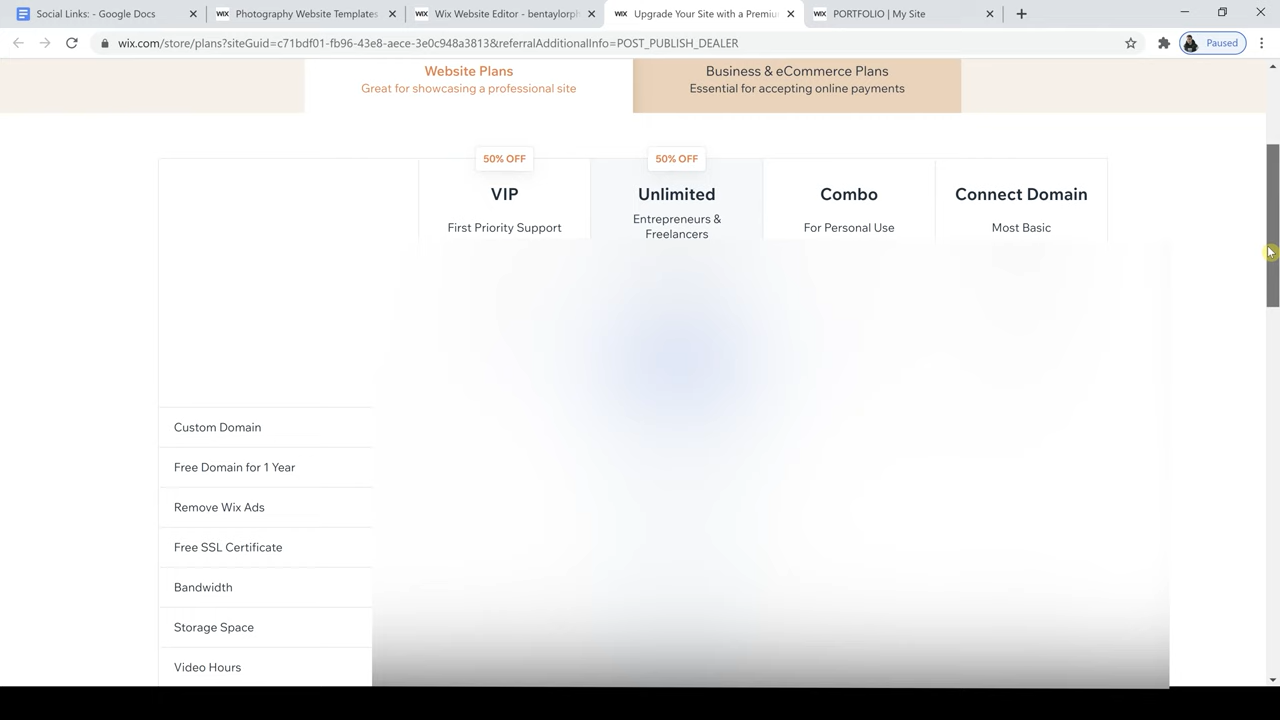 Social Links: - Google Docs
WIX Photography Website Templates
WIX Wix Website Editor - bentaylorph
WIX Upgrade Your Site with a Premiu
WIX PORTFOLIO | My Site
wix.com/store/plans?siteGuid=c71bdf01-fb96-43e8-aece-3e0c948a3813&referralAdditionalInfo=POST_PUBLISH_DEALER
Paused
Website Plans
Great for showcasing a professional site
Business & eCommerce Plans
Essential for accepting online payments
50% OFF
VIP
First Priority Support
50% OFF
Unlimited
Entrepreneurs &
Freelancers
Combo
For Personal Use
Connect Domain
Most Basic
Custom Domain
Free Domain for 1 Year
Remove Wix Ads
Free SSL Certificate
Bandwidth
Storage Space
Video Hours